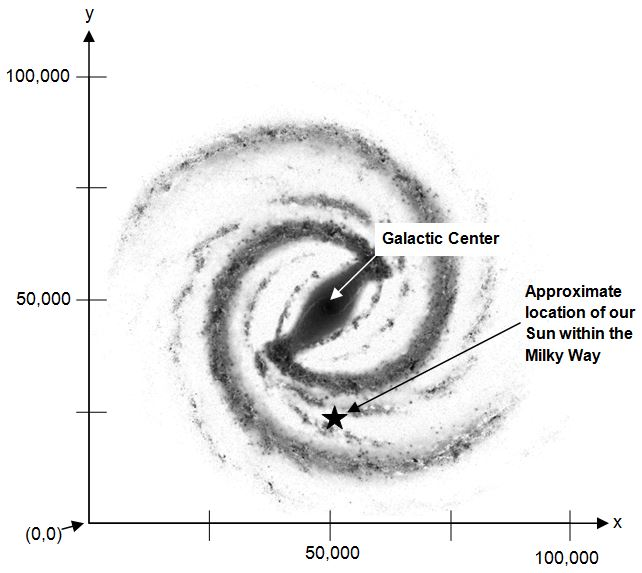 y
100,000
Galactic Center
50,000
Approximate
location of our
Sun within the
Milky Way
(0,0)
x
50,000
100,000